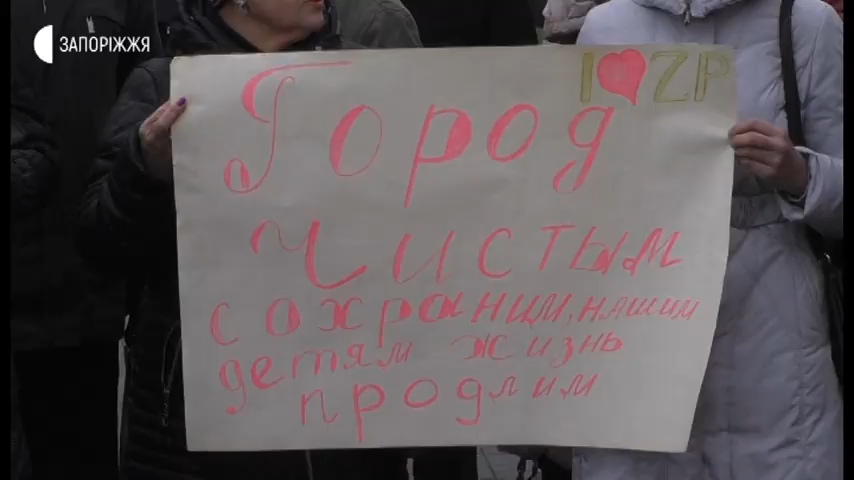 ЗАПОРІЖЖЯ
I ❤ ZP
Город
чистым
сохраним, нашим
детям жизнь
продлим